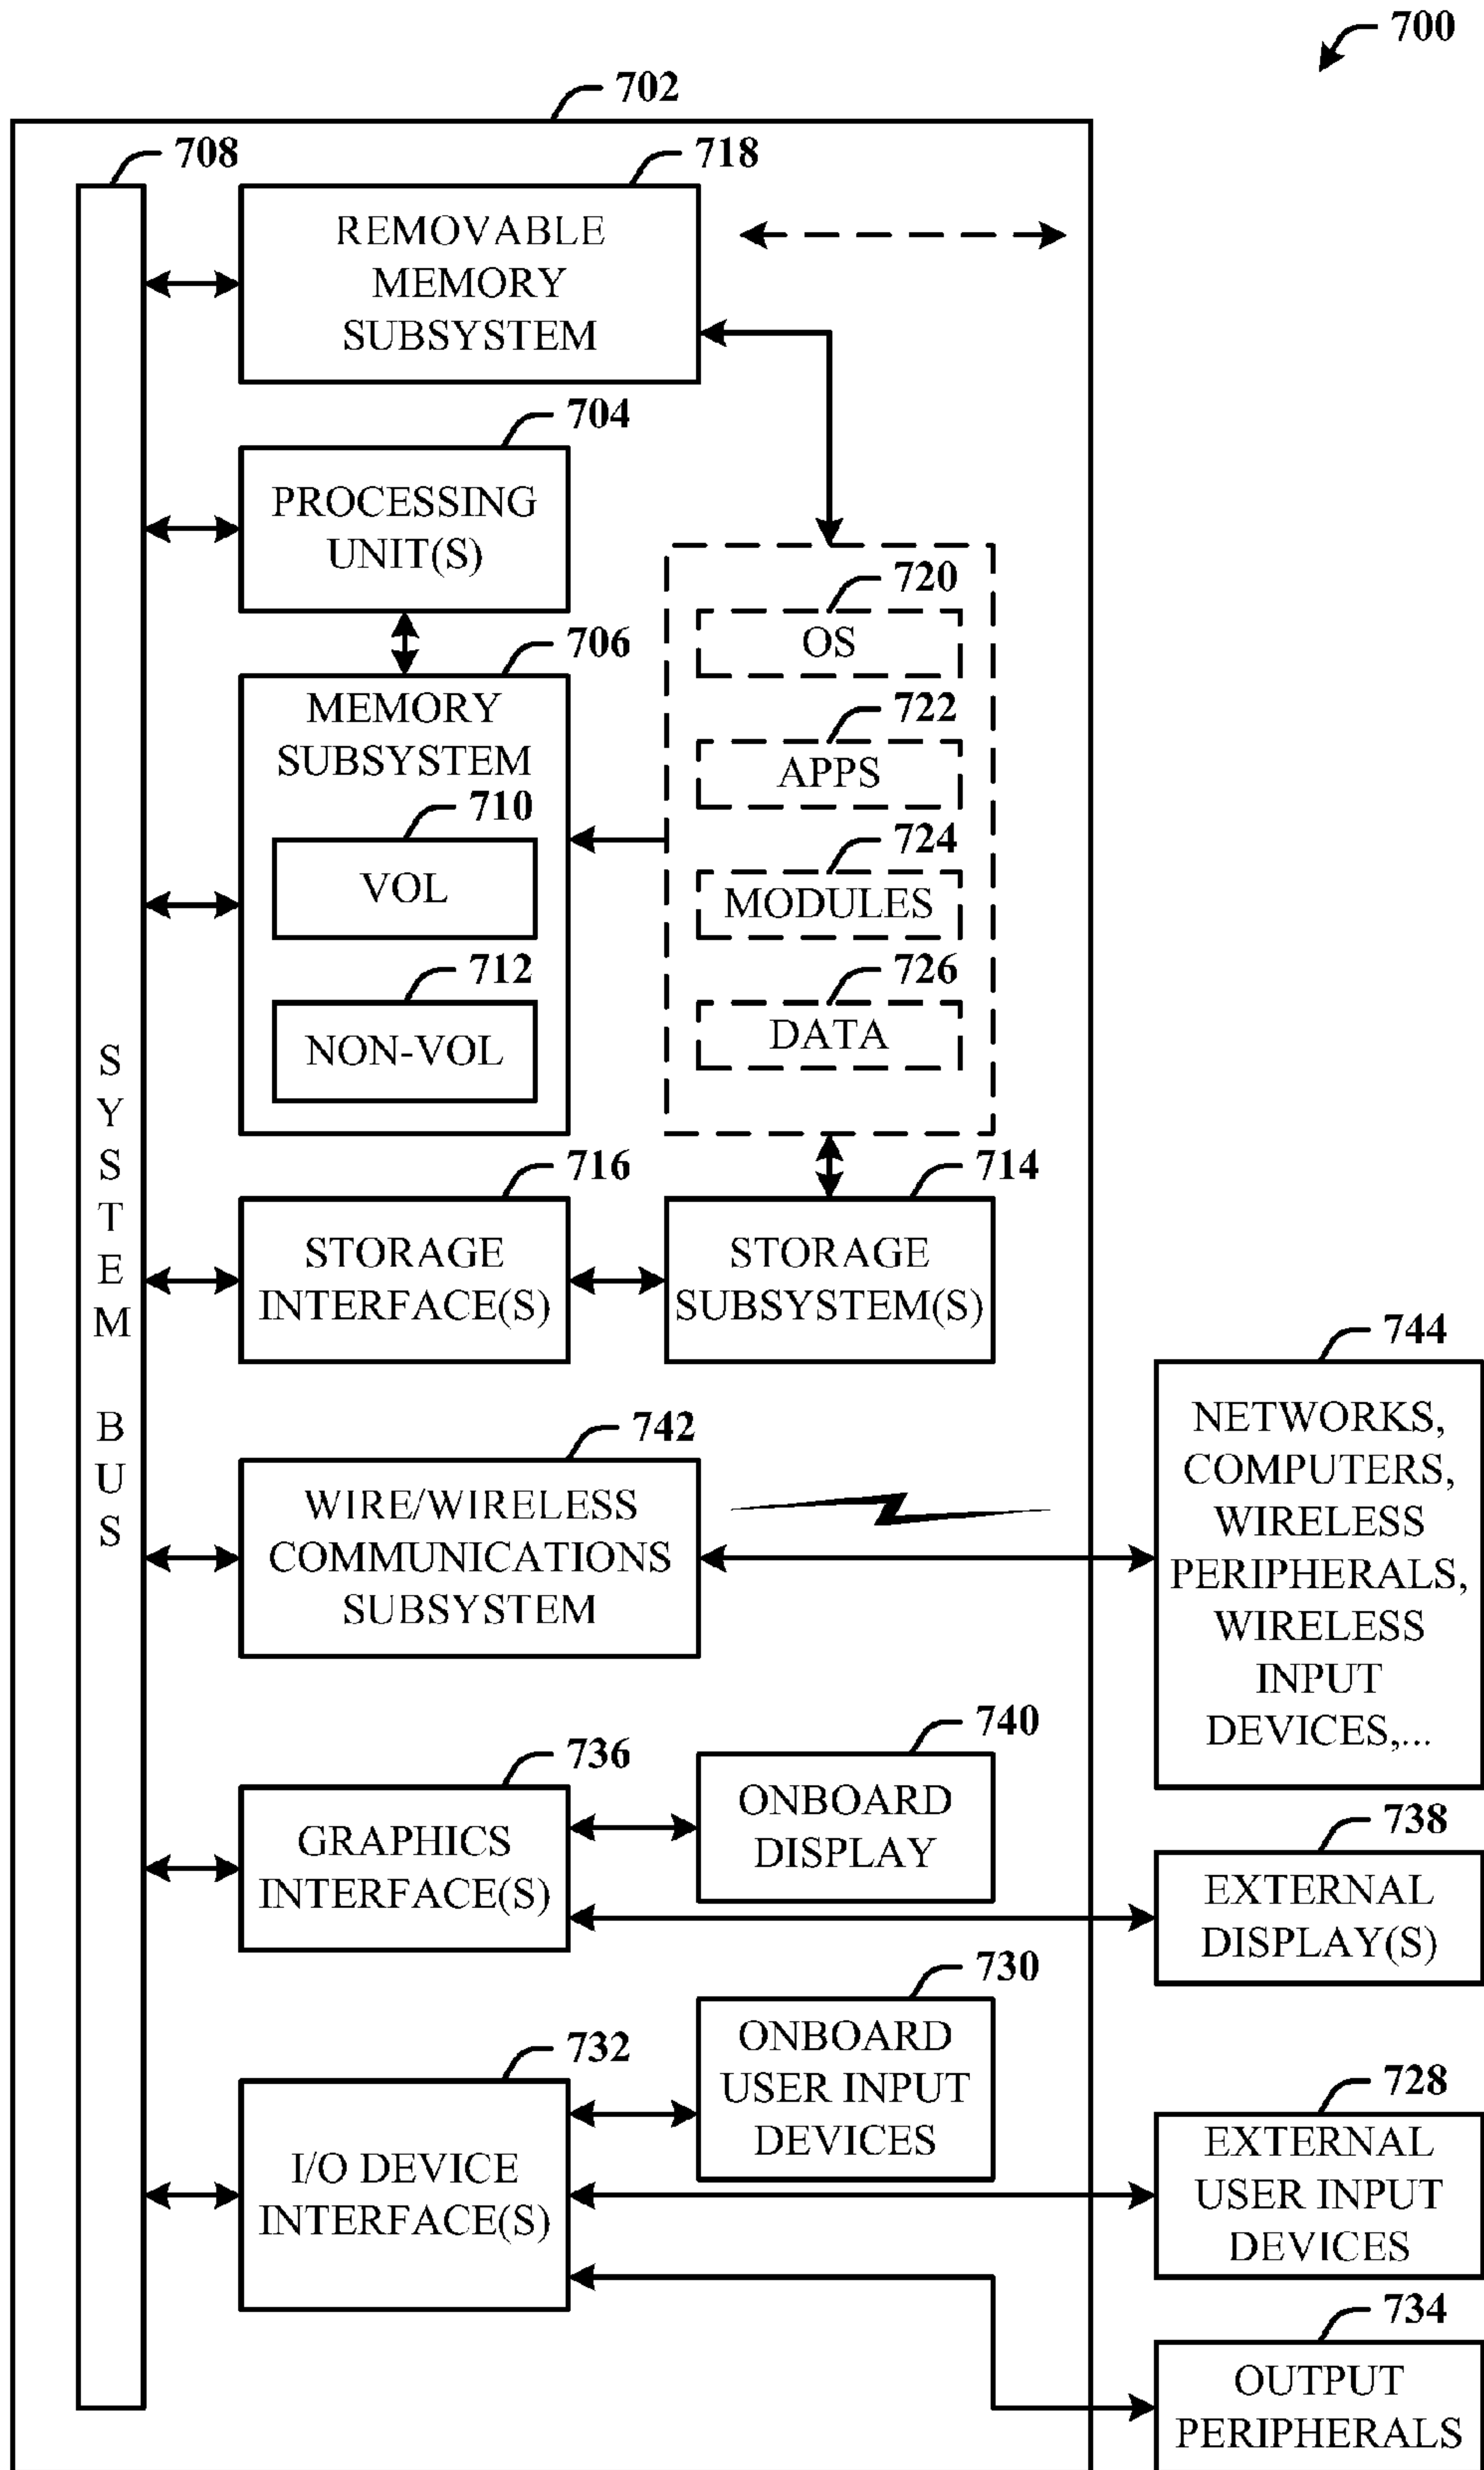 700
702
708
718
REMOVABLE
MEMORY
SUBSYSTEM
704
PROCESSING
UNIT(S)
706
MEMORY
SUBSYSTEM
710
VOL
712
NON-VOL
720
OS
722
APPS
724
MODULES
726
DATA
SYSTEM BUS
716
STORAGE
INTERFACE(S)
714
STORAGE
SUBSYSTEM(S)
742
WIRE/WIRELESS
COMMUNICATIONS
SUBSYSTEM
744
NETWORKS,
COMPUTERS,
WIRELESS
PERIPHERALS,
WIRELESS
INPUT
DEVICES,...
736
GRAPHICS
INTERFACE(S)
740
ONBOARD
DISPLAY
738
EXTERNAL
DISPLAY(S)
732
I/O DEVICE
INTERFACE(S)
730
ONBOARD
USER INPUT
DEVICES
728
EXTERNAL
USER INPUT
DEVICES
734
OUTPUT
PERIPHERALS